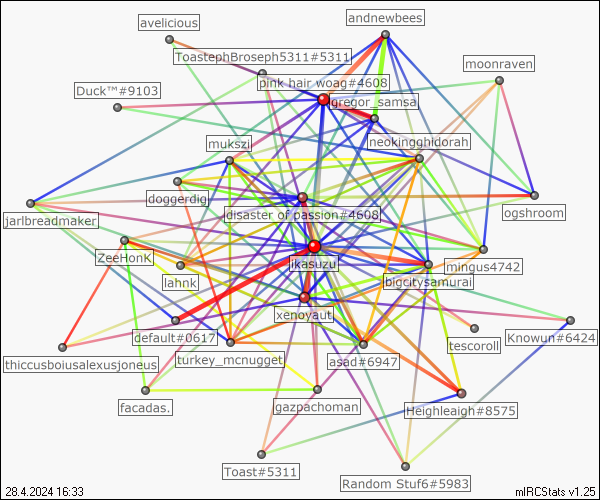 andnewbees
avelicious
ToastephBroseph5311#5311
moonraven
pink hair woag#4608
Duck™#9103
gregor_samsa
neokingghidorah
mukszi
doggerdig
ogshroom
jarlbreadmaker
disaster of passion#4608
ZeeHonK
ikasuzu
mingus4742
lahnk
bigcitysamurai
xenoyaut
default#0617
Knowun#6424
tescoroll
turkey_mcnugget
asad#6947
thiccusboiusalexusjoneus
facadas.
gazpachoman
Heighleaigh#8575
Toast#5311
Random Stuf6#5983
28.4.2024 16:33
mIRCStats v1.25